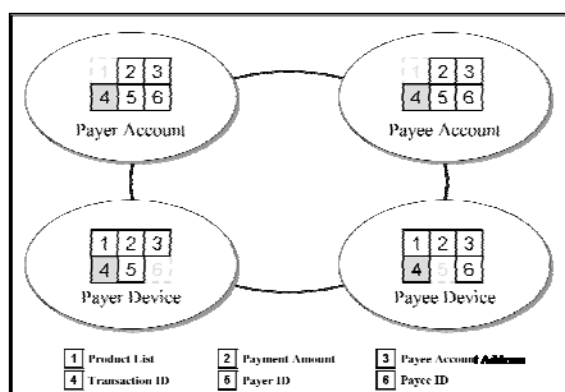 1 2 3
4 5 6
Payer Account
1 2 3
4 5 6
Payee Account
1 2 3
4 5 6
Payer Device
1 2 3
4 5 6
Payee Device
1 Product List 2 Payment Amount 3 Payee Account Address
4 Transaction ID 5 Payer ID 6 Payee ID